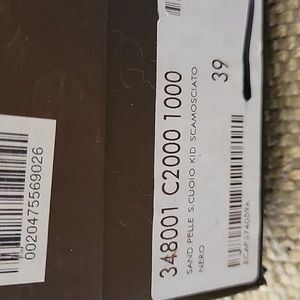 348001 C2000 1000
SAND.PELLE S.CUOIO KID SCAMOSCIATO
NERO
39
0020475569026